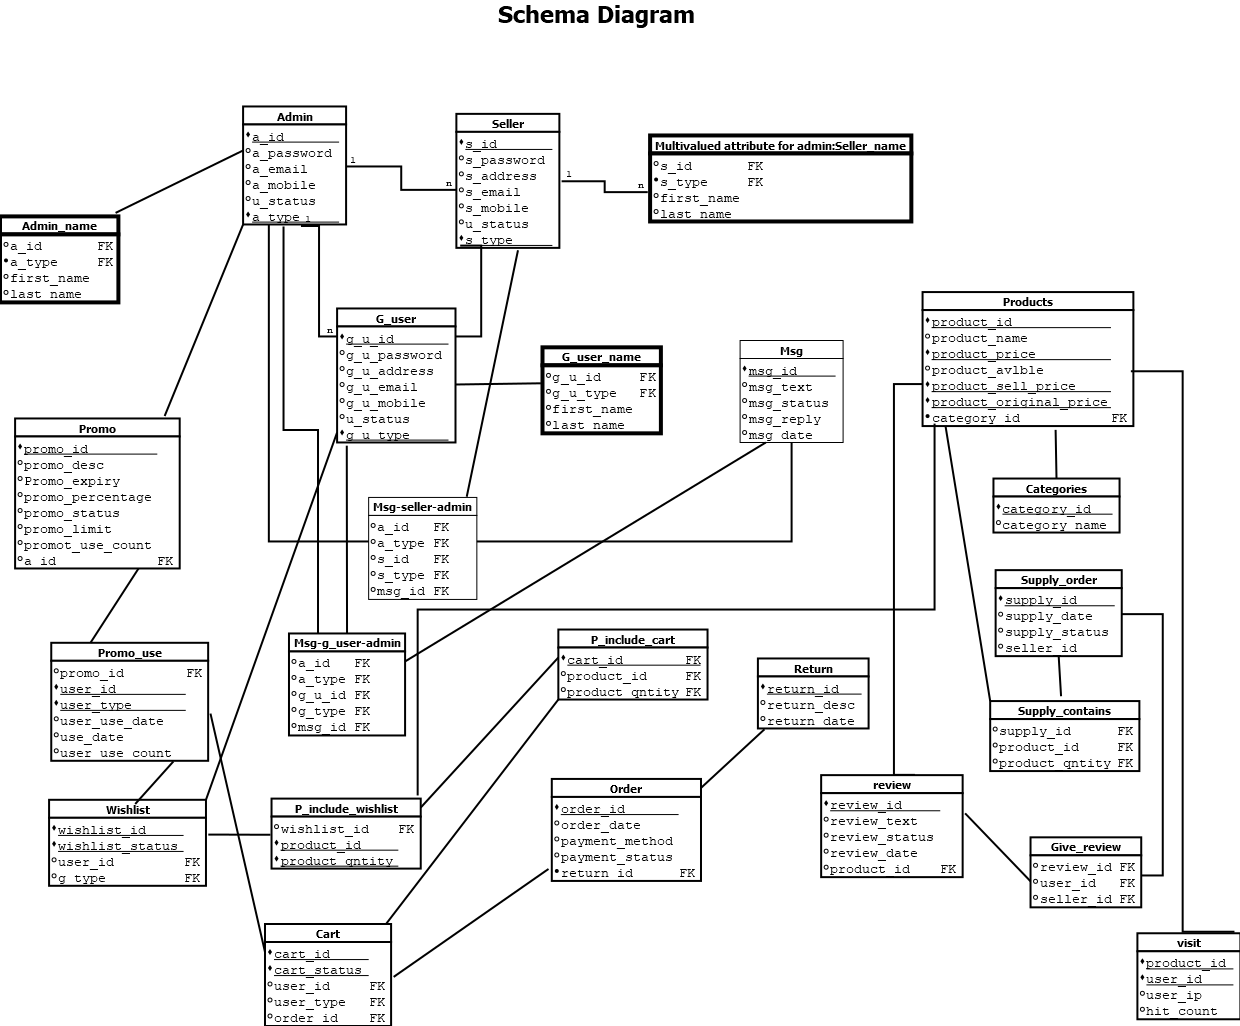 Schema Diagram
Admin
a_id
a_password
a_email
a_mobile
u_status
a_type
1
1
n
Seller
s_id
s_password
s_address
s_email
s_mobile
u_status
s_type
1
n
Multivalued attribute for admin:Seller_name
s_id FK
s_type FK
first_name
last_name
Admin_name
a_id FK
a_type FK
first_name
last_name
n
G_user
g_u_id
g_u_password
g_u_address
g_u_email
g_u_mobile
u_status
g_u_type
G_user_name
g_u_id FK
g_u_type FK
first_name
last_name
Msg
msg_id
msg_text
msg_status
msg_reply
msg_date
Products
product_id
product_name
product_price
product_avlble
product_sell_price
product_original_price
category_id FK
Promo
promo_id
promo_desc
Promo_expiry
promo_percentage
promo_status
promo_limit
promot_use_count
a_id FK
Msg-seller-admin
a_id FK
a_type FK
s_id FK
s_type FK
msg_id FK
Categories
category_id
category_name
Supply_order
supply_id
supply_date
supply_status
seller_id
Promo_use
promo_id FK
user_id
user_type
user_use_date
use_date
user_use_count
Msg-g_user-admin
a_id FK
a_type FK
g_u_id FK
g_type FK
msg_id FK
P_include_cart
cart_id FK
product_id FK
product_qntity FK
Return
return_id
return_desc
return_date
Supply_contains
supply_id FK
product_id FK
product_qntity FK
Wishlist
wishlist_id
wishlist_status
user_id FK
g_type FK
P_include_wishlist
wishlist_id FK
product_id
product_qntity
Order
order_id
order_date
payment_method
payment_status
return_id FK
review
review_id
review_text
review_status
review_date
product_id FK
Give_review
review_id FK
user_id FK
seller_id FK
Cart
cart_id
cart_status
user_id FK
user_type FK
order_id FK
visit
product_id
user_id
user_ip
hit_count